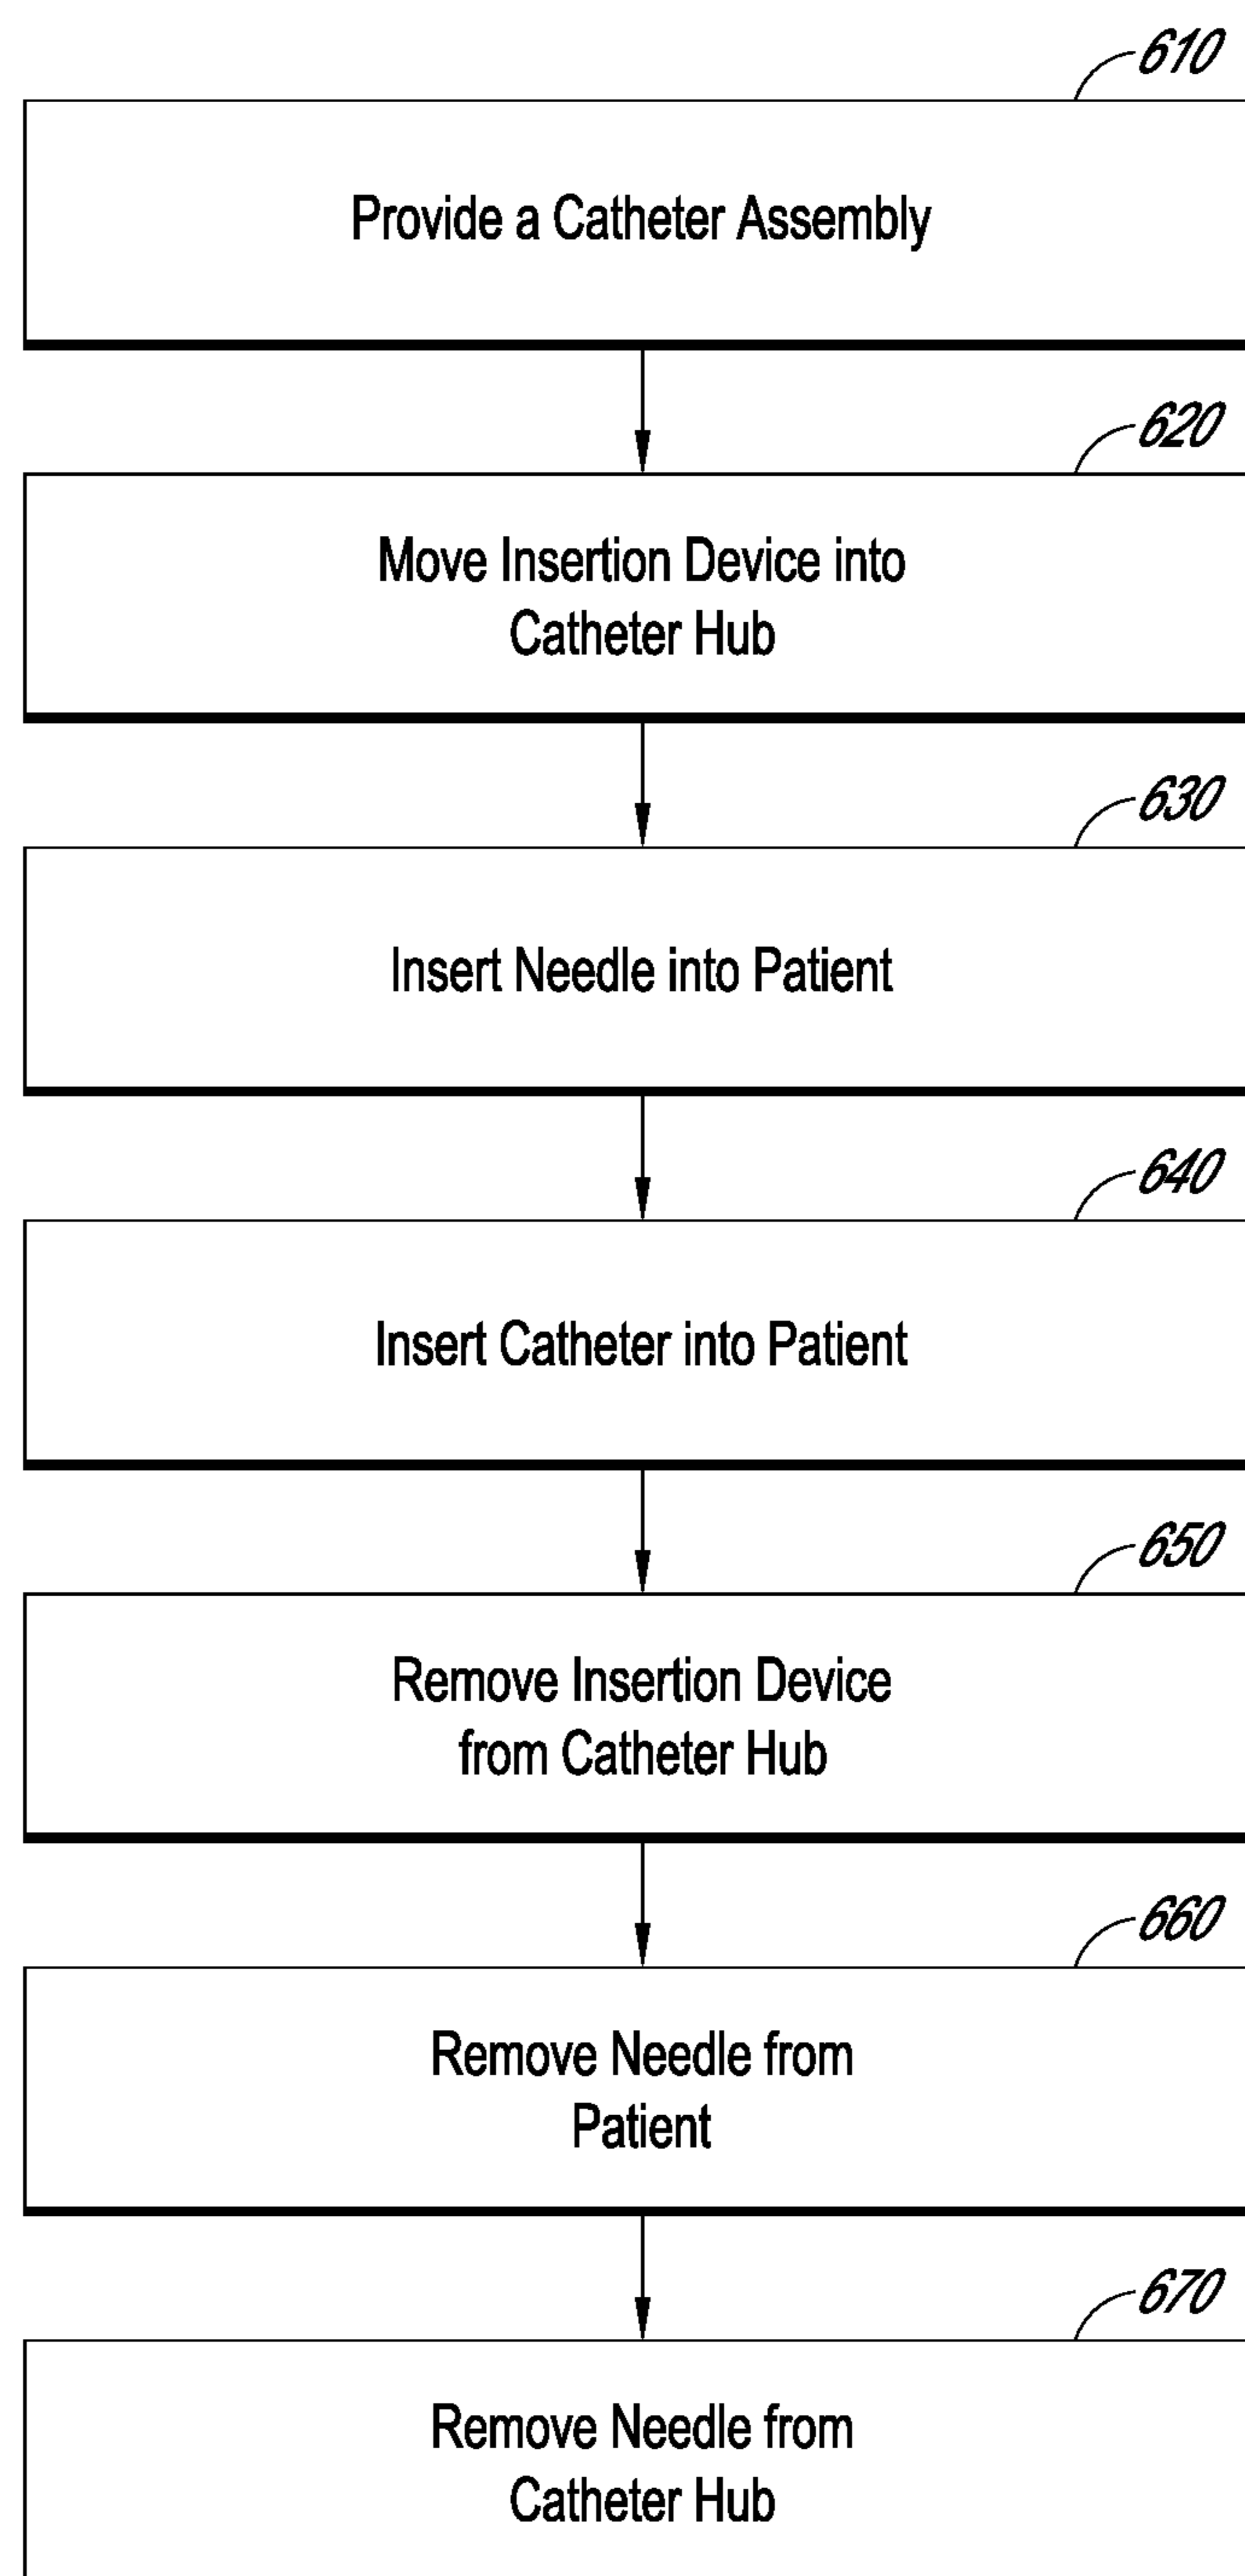 610
Provide a Catheter Assembly
620
Move Insertion Device into
Catheter Hub
630
Insert Needle into Patient
640
Insert Catheter into Patient
650
Remove Insertion Device
from Catheter Hub
660
Remove Needle from
Patient
670
Remove Needle from
Catheter Hub